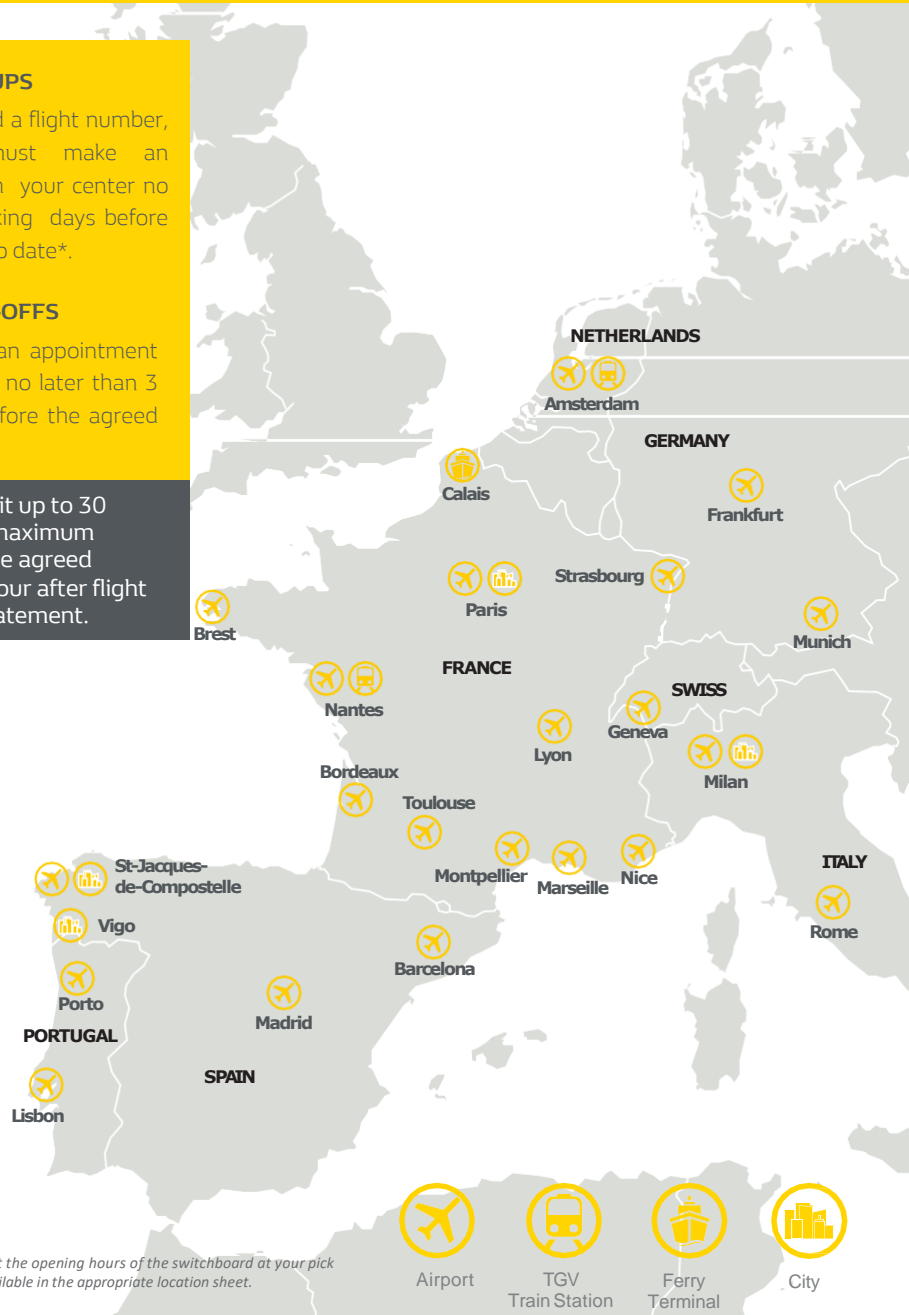 UPS
d a flight number,
must make an
n your center no
king days before
p date*.
-OFFS
an appointment
no later than 3
fore the agreed
it up to 30
maximum
e agreed
our after flight
atement.
NETHERLANDS
Amsterdam
GERMANY
Calais
Frankfurt
Strasbourg
Paris
Brest
Munich
FRANCE
SWISS
Nantes
Geneva
Lyon
Milan
Bordeaux
Toulouse
St-Jacques-
de-Compostelle
Montpellier
Marseille
Nice
ITALY
Vigo
Rome
Barcelona
Porto
Madrid
PORTUGAL
SPAIN
Lisbon
t the opening hours of the switchboard at your pick
ilable in the appropriate location sheet.
Airport
TGV
Train Station
Ferry
Terminal
City